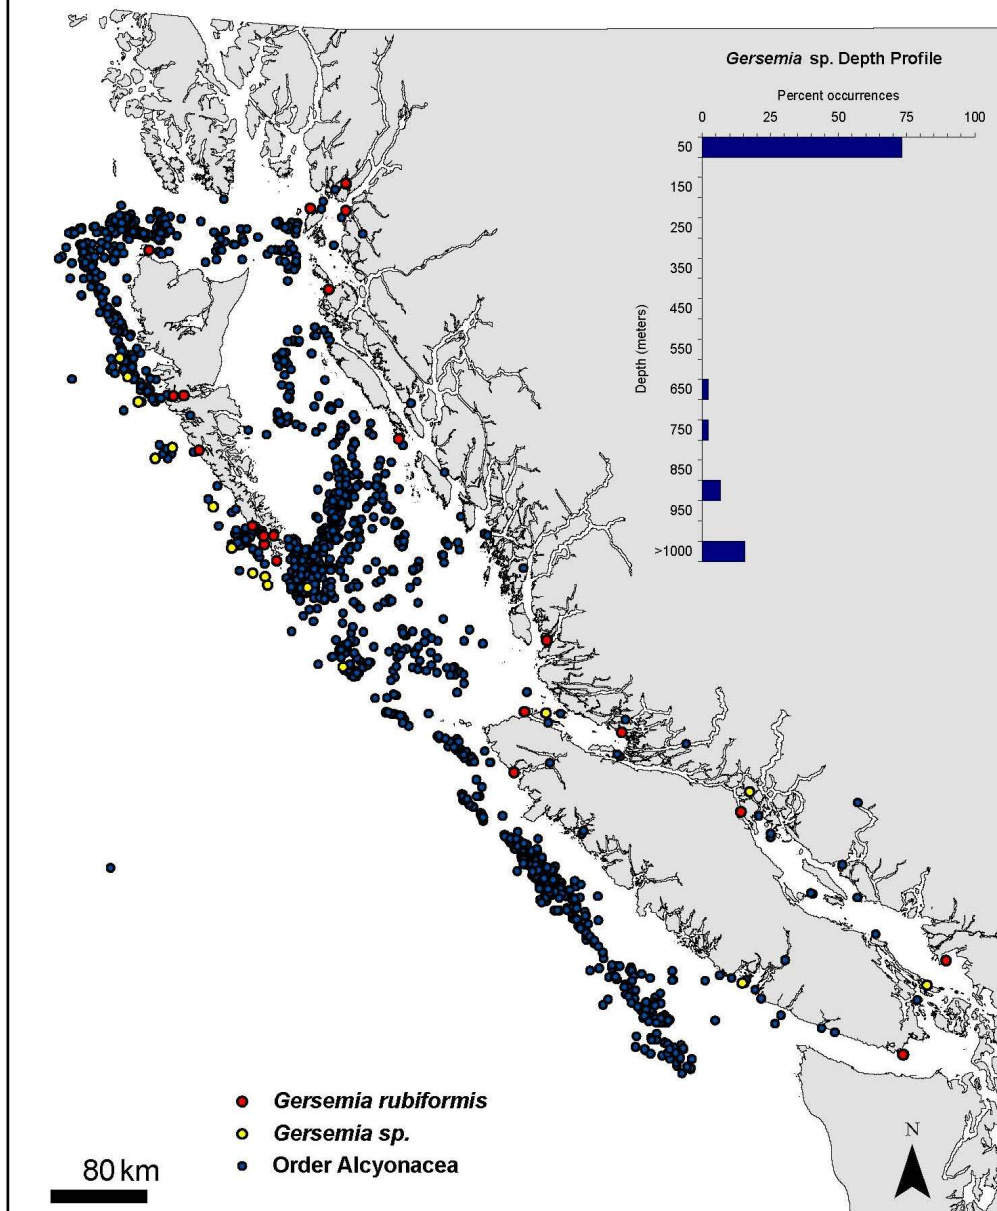 Gersemia sp. Depth Profile
Percent occurrences
0 25 50 75 100
50
150
250
350
450
550
650
750
850
950
>1000
Depth (meters)
Gersemia rubiformis
Gersemia sp.
Order Alcyonacea
80 km
N